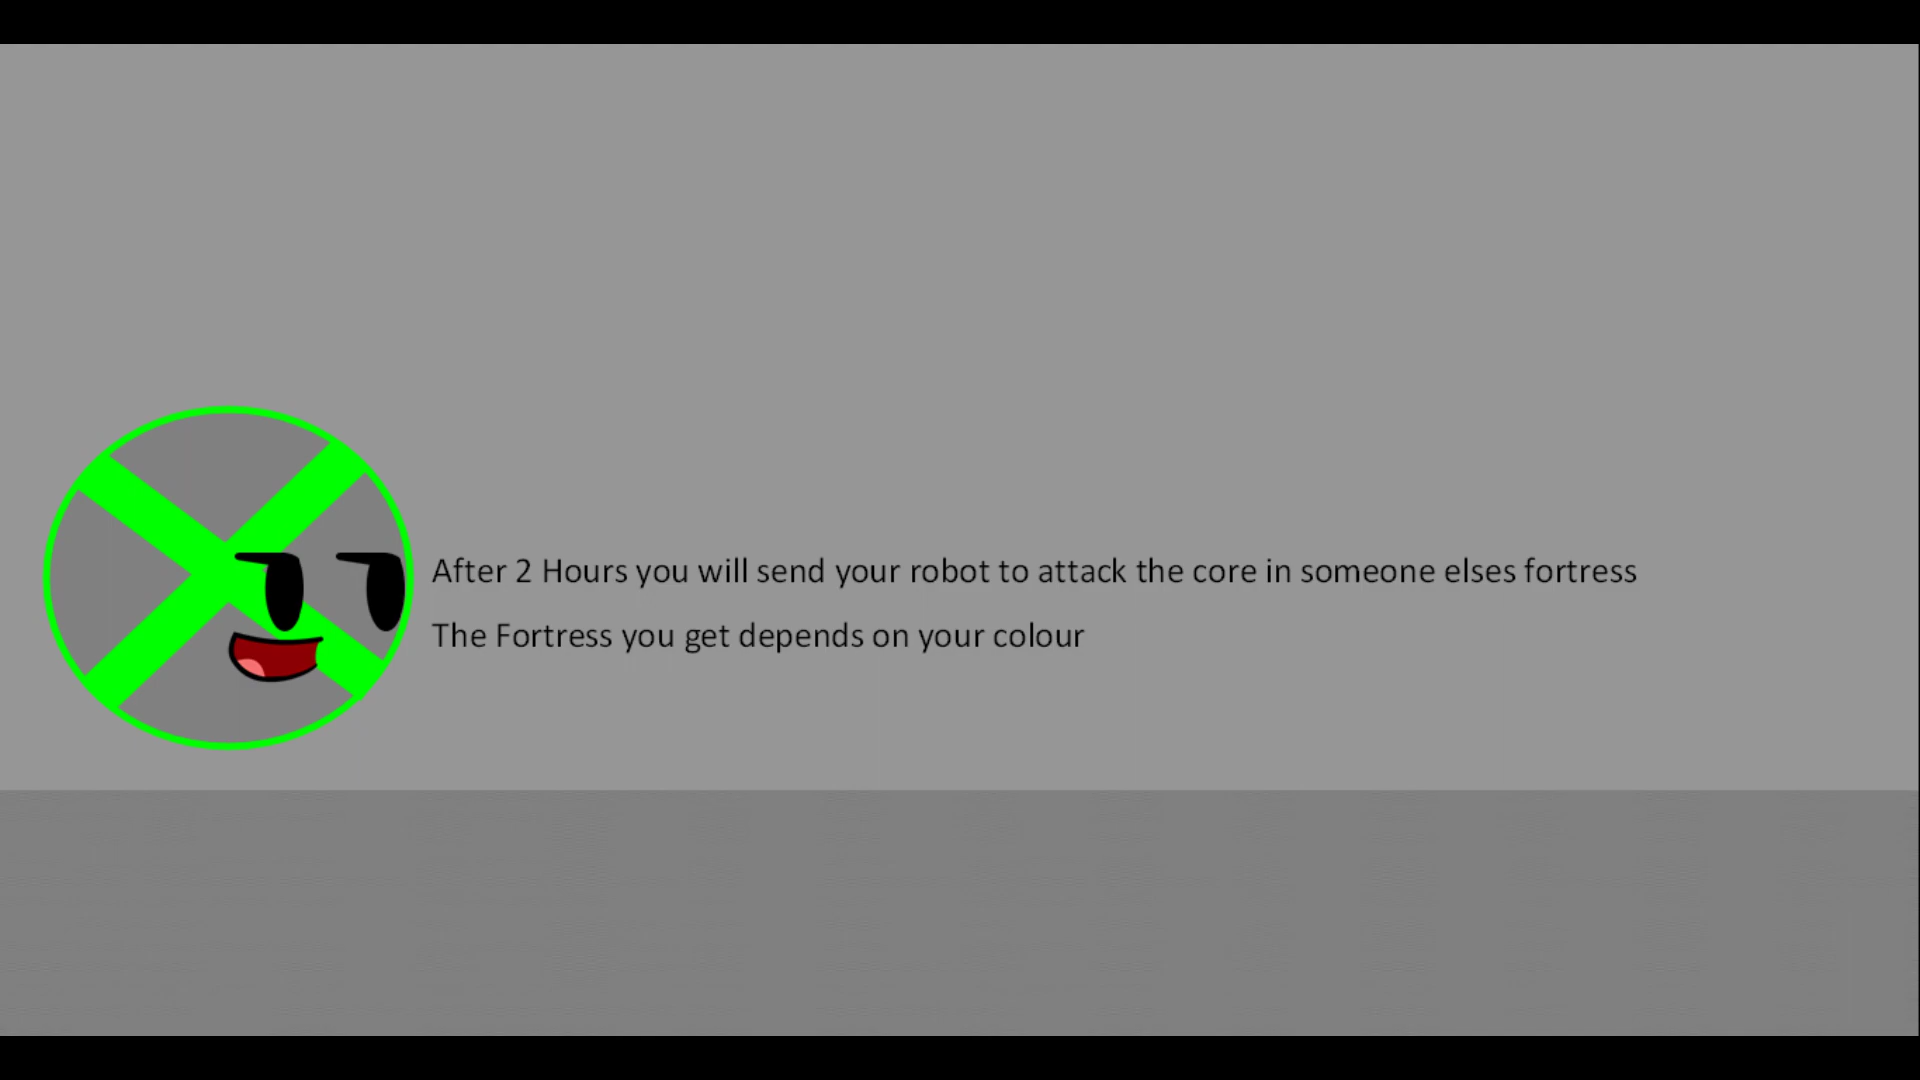 After 2 Hours you will send your robot to attack the core in someone elses fortress
The Fortress you get depends on your colour